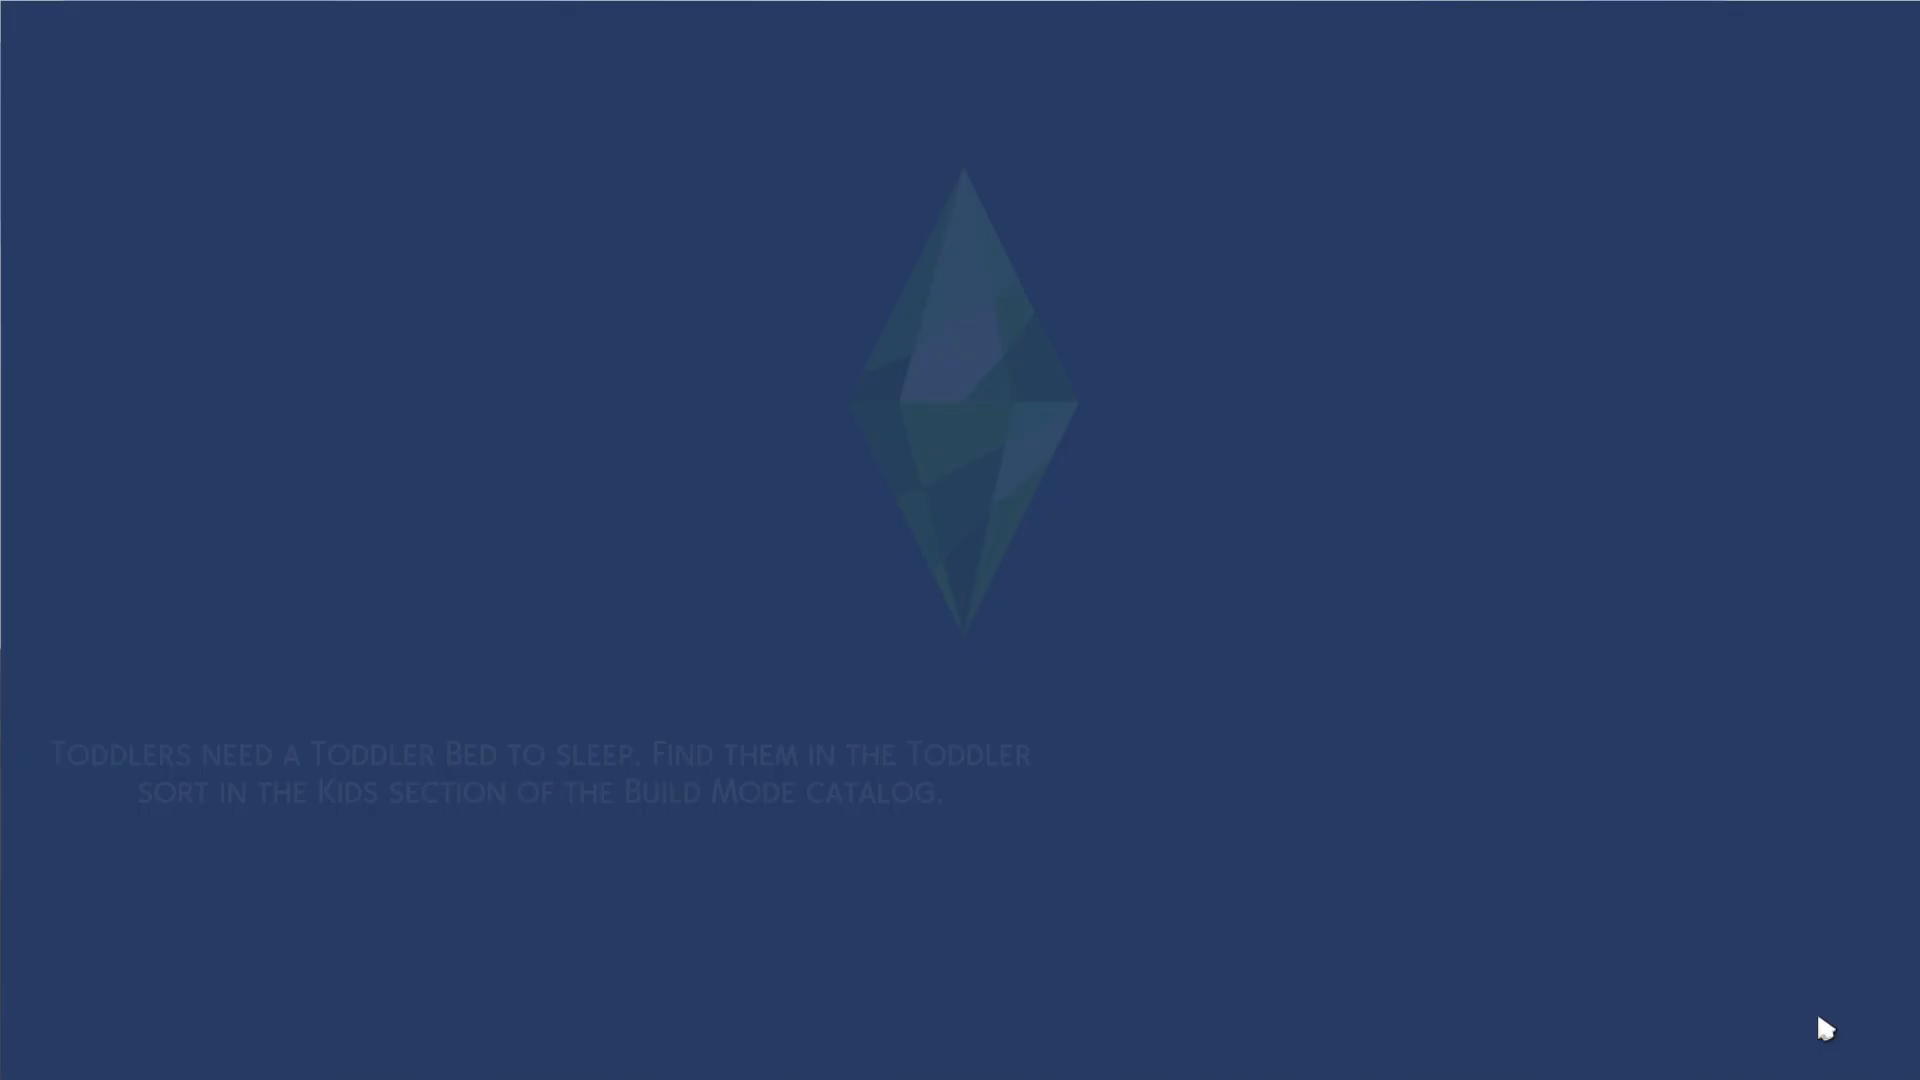 Toddlers need a Toddler Bed to sleep. Find them in the Toddler
sort in the Kids section of the Build Mode catalog.